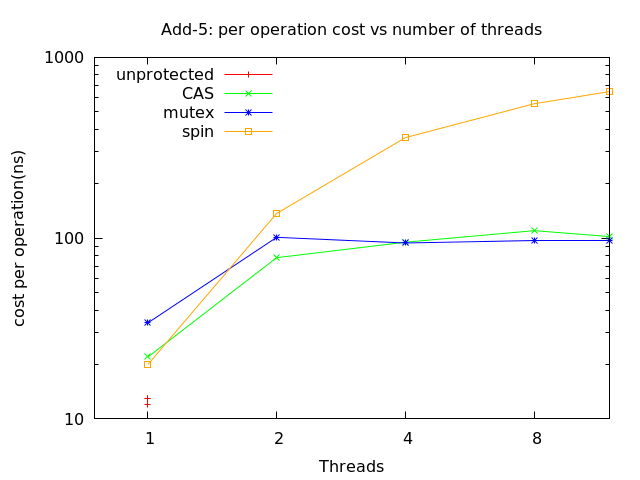 Add-5: per operation cost vs number of threads
1000
unprotected
CAS
mutex
spin
100
cost per operation(ns)
10
1 2 4 8
Threads